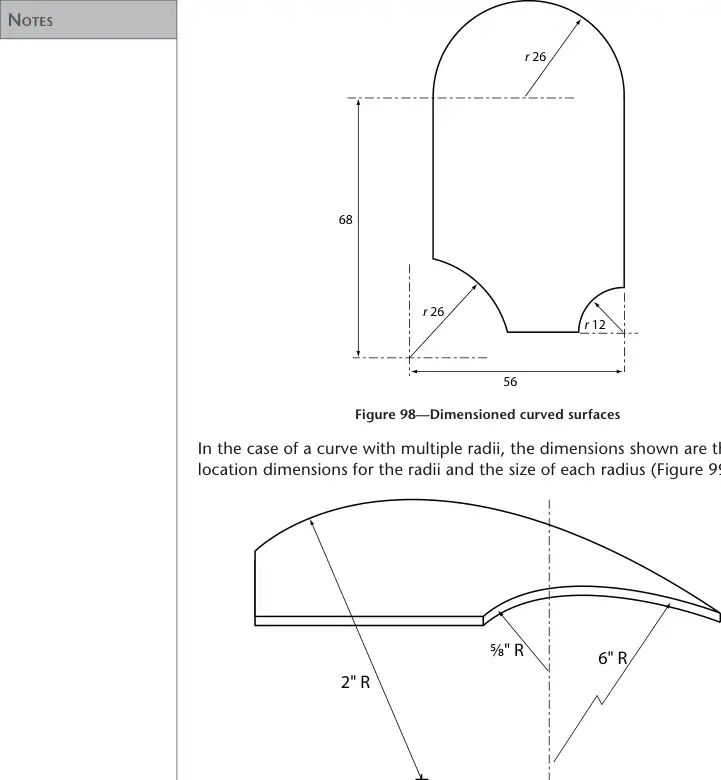 NOTES
r 26
68
r 26
r 12
56
Figure 98—Dimensioned curved surfaces
In the case of a curve with multiple radii, the dimensions shown are
location dimensions for the radii and the size of each radius (Figure
⅝" R
6" R
2" R